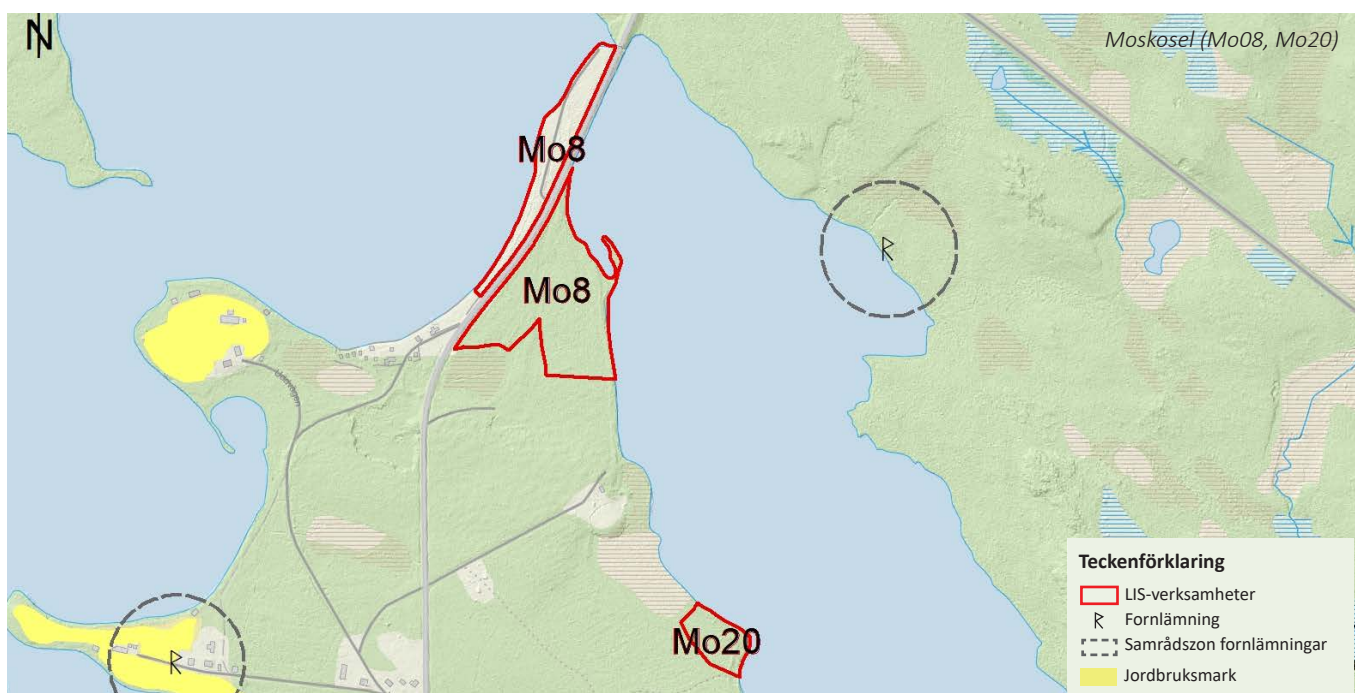 N
Moskosel (Mo08, Mo20)
Mo8
Mo8
Mo20
R
R
Teckenförklaring
LIS-verksamheter
R Fornlämning
Samrådszon fornlämningar
Jordbruksmark